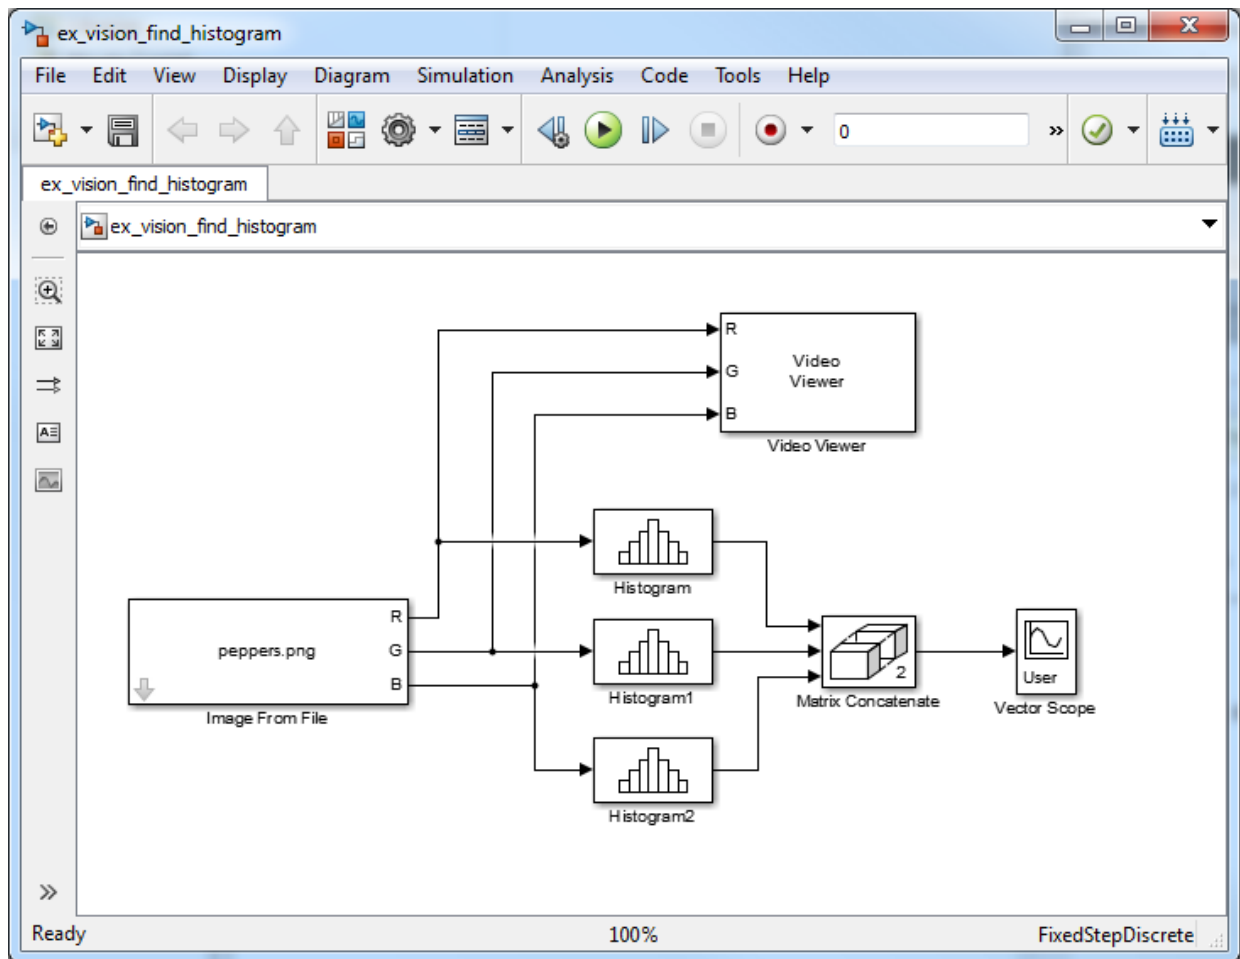 ex_vision_find_histogram
File Edit View Display Diagram Simulation Analysis Code Tools Help
0
ex_vision_find_histogram
ex_vision_find_histogram
R
G
B
Video
Viewer
Video Viewer
Histogram
R
G
B
peppers.png
Image From File
Histogram1
2
Matrix Concatenate
User
Vector Scope
Histogram2
Ready 100% FixedStepDiscrete